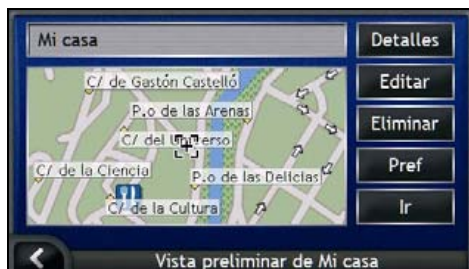 Mi casa
Detalles
Editar
Eliminar
Pref
Ir
C/ de Gastón Castelló
P.o de las Arenas
C/ del Universo
C/ de la Ciencia
P.o de las Delicias
C/ de la Cultura
Vista preliminar de Mi casa